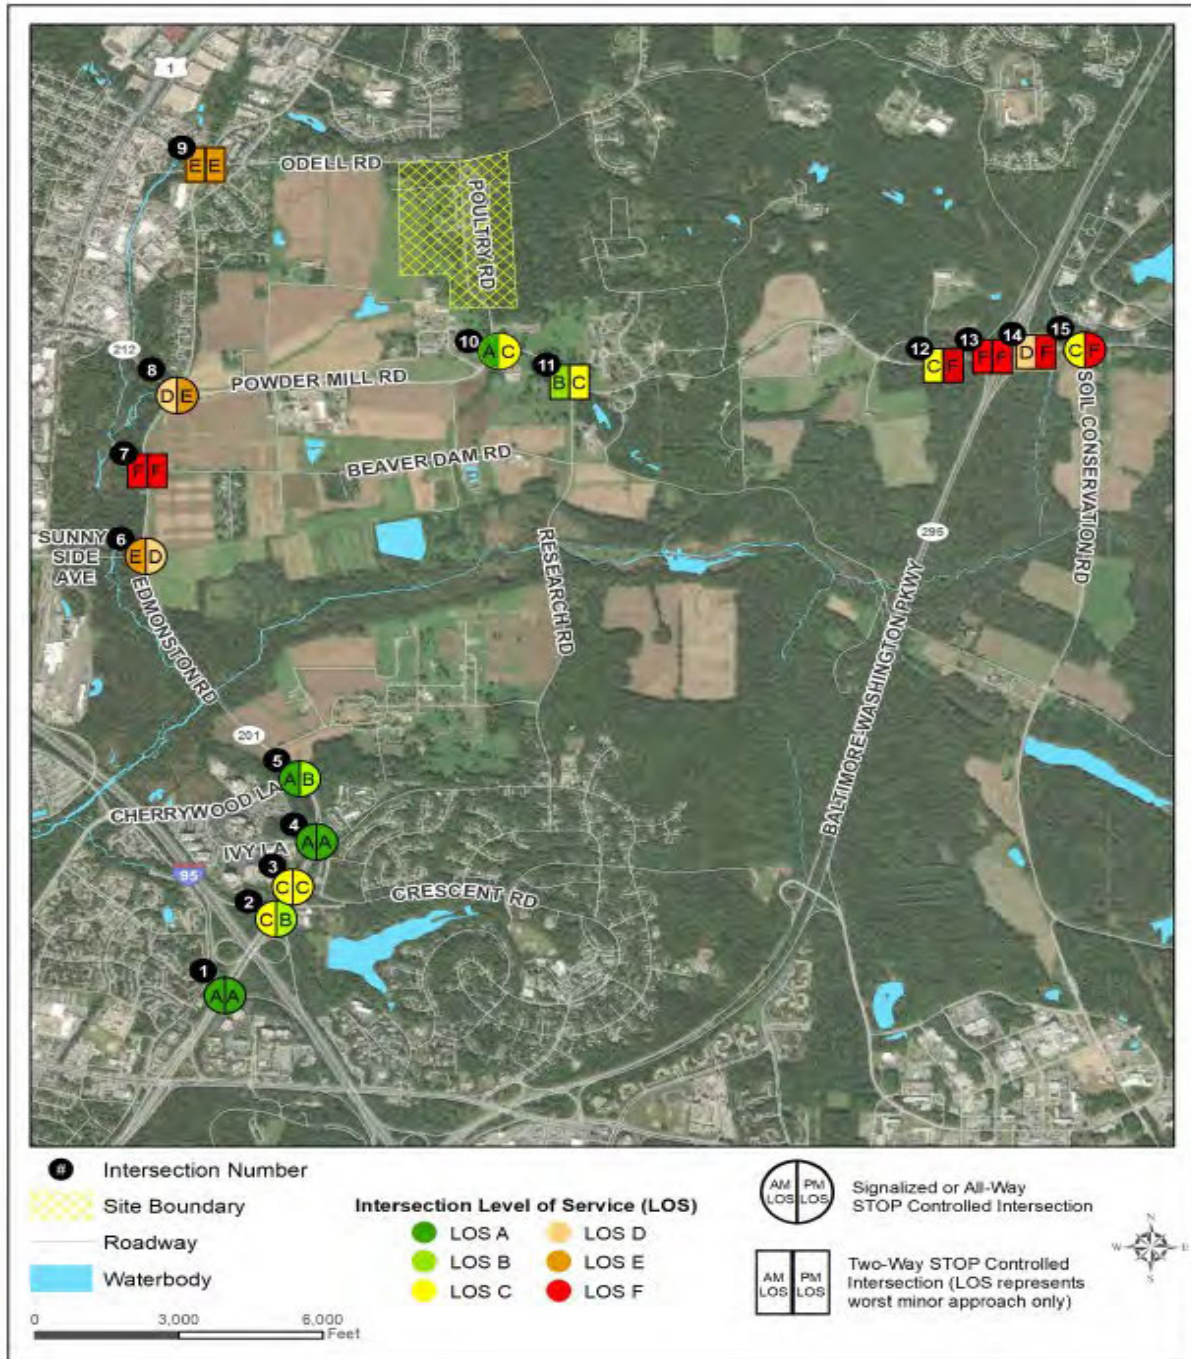 1
9
E E
ODELL RD
POULTRY RD
212
8
D E
POWDER MILL RD
10
A C
11
B C
12
C F
13
F F
14
D F
15
C F
7
F F
BEAVER DAM RD
SOIL CONSERVATION RD
6
SUNNY
SIDE
AVE
E D
EDMONSTON RD
RESEARCH RD
295
BALTIMORE-WASHINGTON PKWY
201
5
A B
CHERRYWOOD LA
4
A A
IVY LA
95
3
C C
2
C B
CRESCENT RD
1
A A
# Intersection Number
Site Boundary
Roadway
Waterbody
0 3,000 6,000
Feet
Intersection Level of Service (LOS)
LOS A
LOS B
LOS C
LOS D
LOS E
LOS F
AM PM
LOS LOS
Signalized or All-Way
STOP Controlled Intersection
AM PM
LOS LOS
Two-Way STOP Controlled
Intersection (LOS represents
worst minor approach only)
N
W E
S